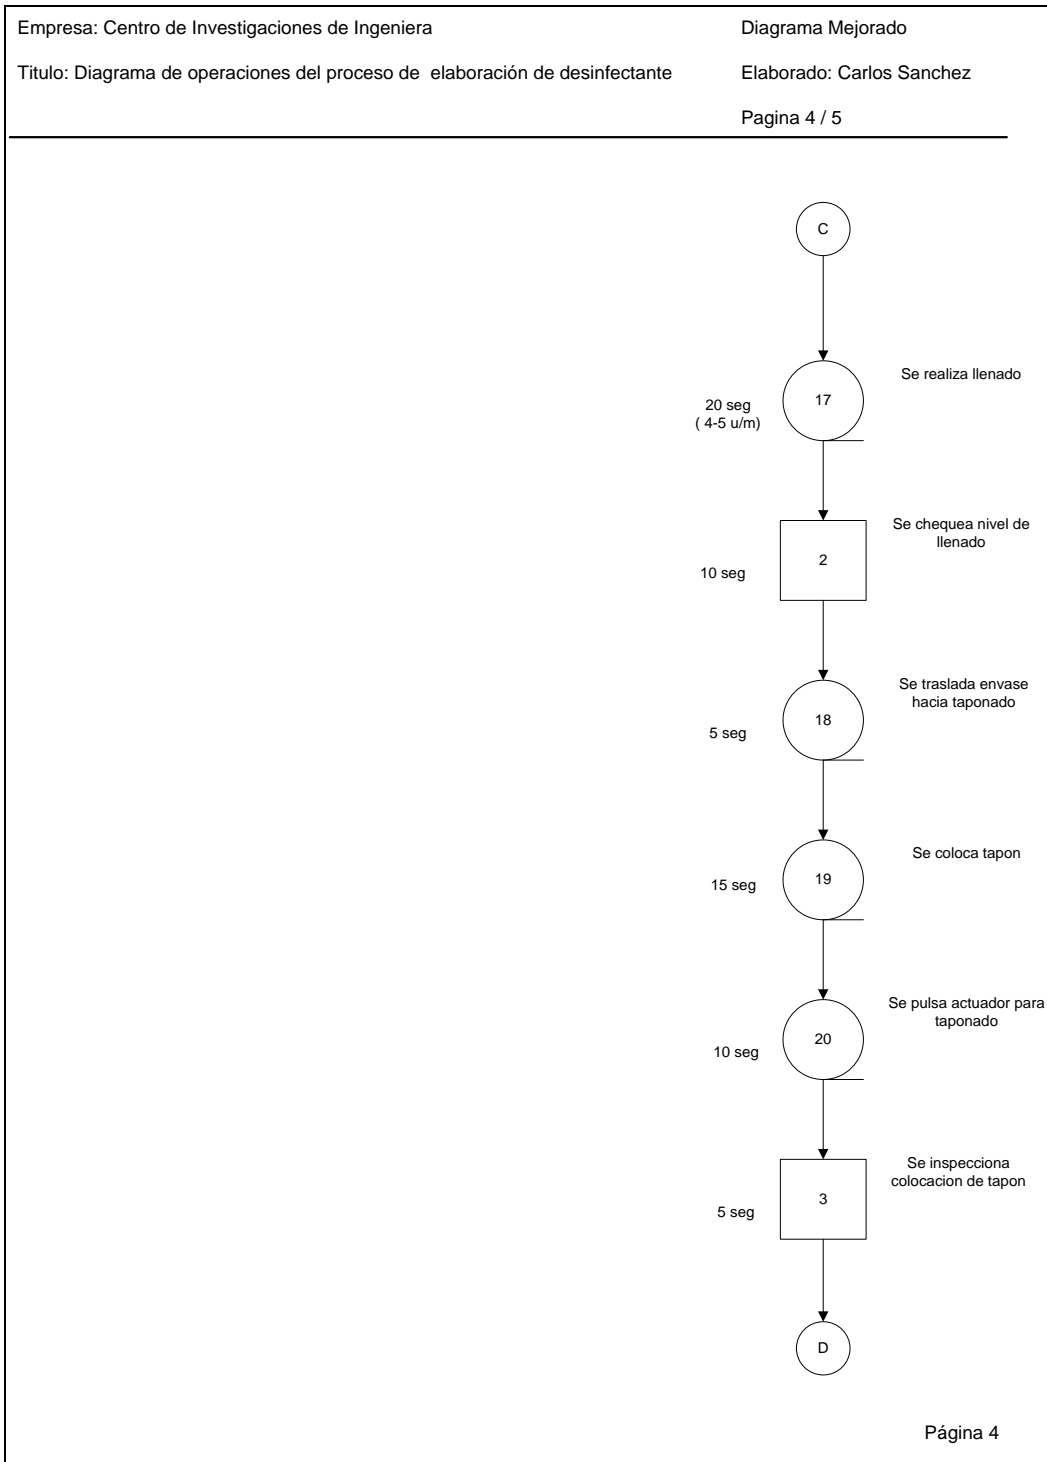 Empresa: Centro de Investigaciones de Ingeniera
Diagrama Mejorado
Titulo: Diagrama de operaciones del proceso de  elaboración de desinfectante
Elaborado: Carlos Sanchez
Pagina 4 / 5
C
Se realiza llenado
17
20 seg
( 4-5 u/m)
Se chequea nivel de
llenado
2
10 seg
Se traslada envase
hacia taponado
18
5 seg
Se coloca tapon
19
15 seg
Se pulsa actuador para
taponado
20
10 seg
Se inspecciona
colocacion de tapon
3
5 seg
D
Página 4